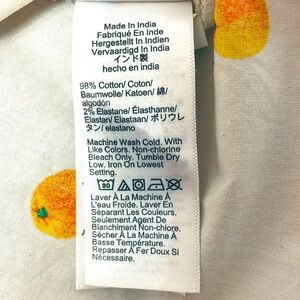 Made In India
Fabriqué En Inde
Hergestellt In Indien
Vervaardigd In India
インド製
hecho en india
98% Cotton/ Coton/
Baumwolle/ Katoen/ 綿/
algodón
2% Elastane/ Élasthanne/
Elastan/ Elastaan/ ポリウレ
タン/ elastano
Machine Wash Cold. With
Like Colors. Non-chlorine
Bleach Only. Tumble Dry
Low. Iron On Lowest
Setting.
Laver À La Machine À
L'eau Froide. Laver En
Séparant Les Couleurs.
Seulement Agent De
Blanchiment Non-chlore.
Sécher À La Machine À
Basse Température.
Repasser À Fer Doux Si
Nécessaire.